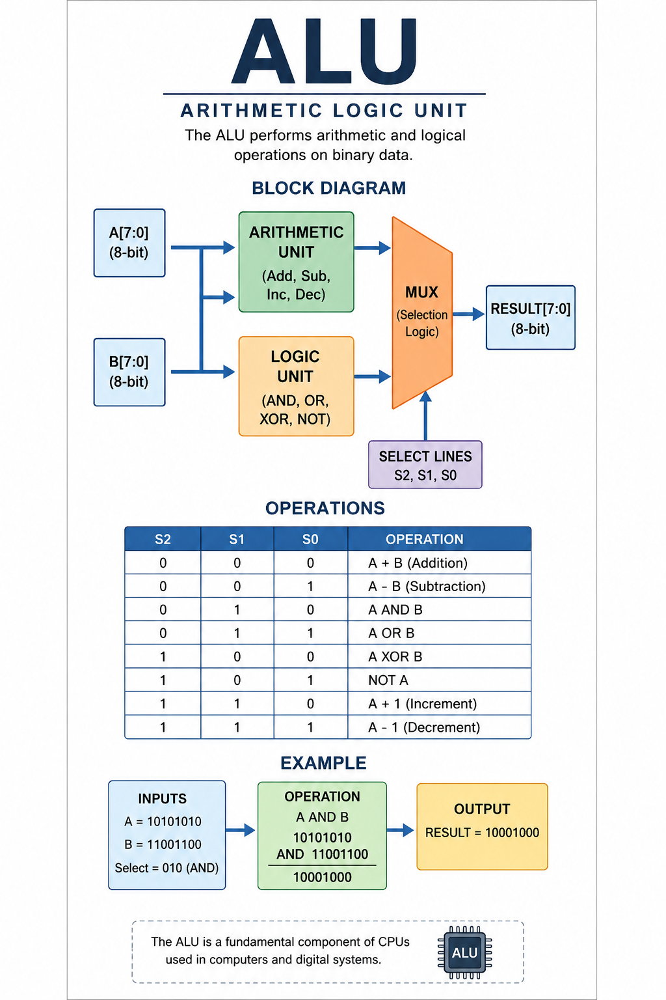 ALU
ARITHMETIC LOGIC UNIT
The ALU performs arithmetic and logical
operations on binary data.
BLOCK DIAGRAM
A[7:0]
(8-bit)
B[7:0]
(8-bit)
ARITHMETIC
UNIT
(Add, Sub,
Inc, Dec)
LOGIC
UNIT
(AND, OR,
XOR, NOT)
MUX
(Selection
Logic)
RESULT[7:0]
(8-bit)
SELECT LINES
S2, S1, S0
OPERATIONS
S2 S1 S0 OPERATION
0 0 0 A + B (Addition)
0 0 1 A - B (Subtraction)
0 1 0 A AND B
0 1 1 A OR B
1 0 0 A XOR B
1 0 1 NOT A
1 1 0 A + 1 (Increment)
1 1 1 A - 1 (Decrement)
EXAMPLE
INPUTS
A = 10101010
B = 11001100
Select = 010 (AND)
OPERATION
A AND B
10101010
AND 11001100
10001000
OUTPUT
RESULT = 10001000
The ALU is a fundamental component of CPUs
used in computers and digital systems.
ALU